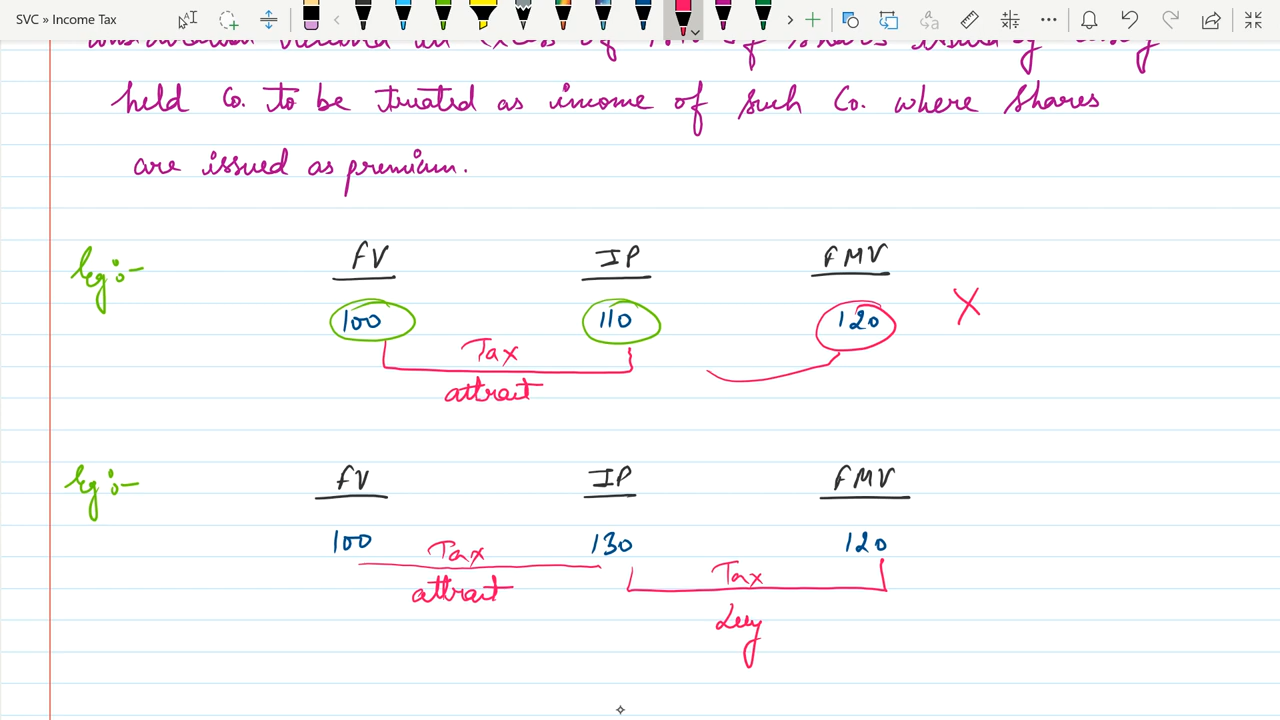 SVC » Income Tax
held Co. to be treated as income of such Co. where shares
are issued as premium.
Eg:- FV IP FMV
100 110 120 X
Tax
attract
Eg:- FV IP FMV
100 130 120
Tax Tax
attract
Levy